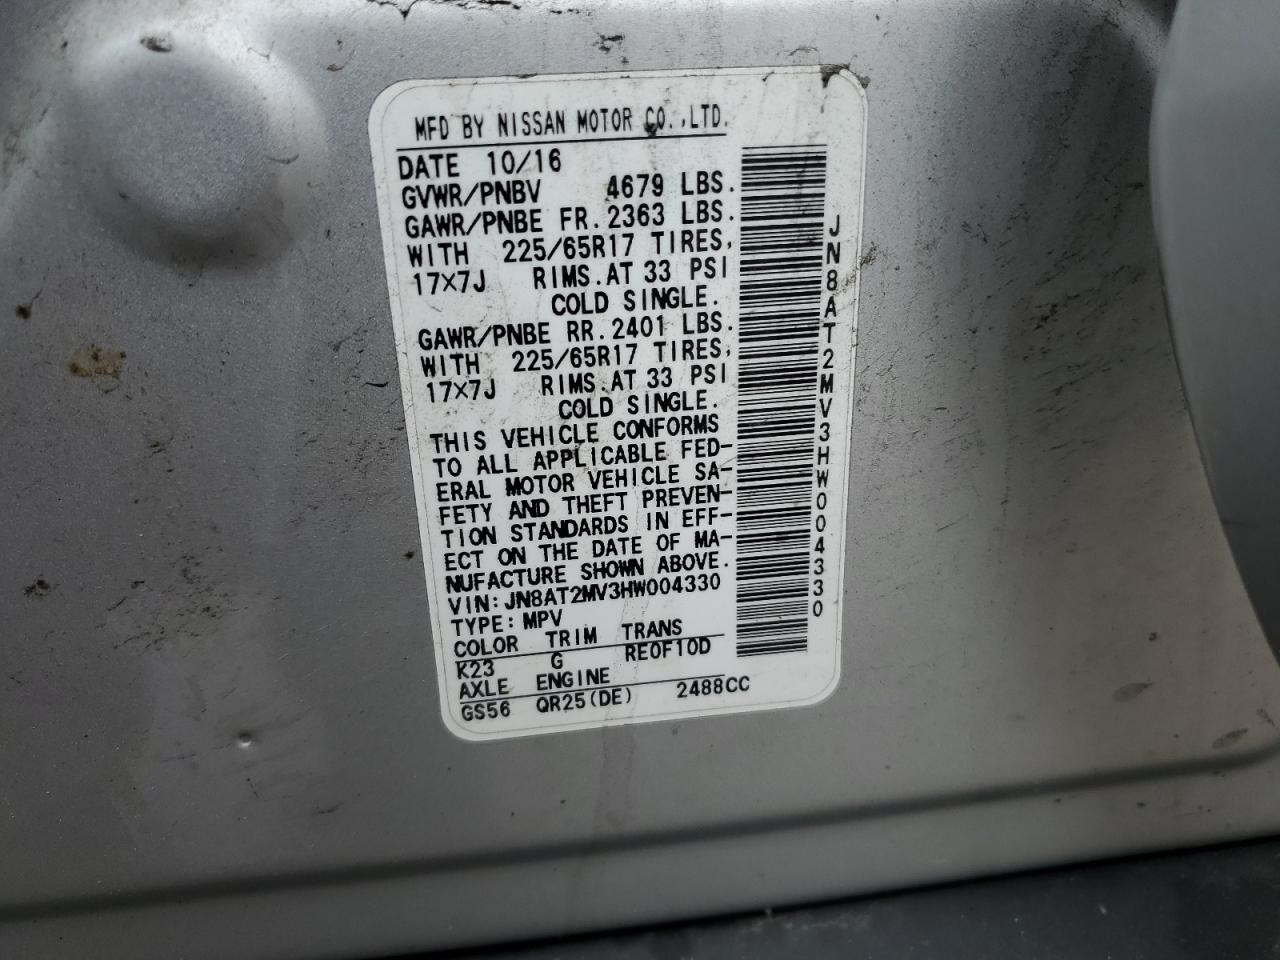 MFD BY NISSAN MOTOR CO.,LTD.
DATE 10/16
GVWR/PNBV 4679 LBS.
GAWR/PNBE FR. 2363 LBS.
WITH 225/65R17 TIRES,
17×7J RIMS.AT 33 PSI
COLD SINGLE.
GAWR/PNBE RR. 2401 LBS.
WITH 225/65R17 TIRES,
17×7J RIMS.AT 33 PSI
COLD SINGLE.
THIS VEHICLE CONFORMS
TO ALL APPLICABLE FED-
ERAL MOTOR VEHICLE SA-
FETY AND THEFT PREVEN-
TION STANDARDS IN EFF-
ECT ON THE DATE OF MA-
NUFACTURE SHOWN ABOVE.
VIN: JN8AT2MV3HW004330
TYPE: MPV
COLOR TRIM TRANS
K23 G RE0F10D
AXLE ENGINE
GS56 QR25(DE) 2488CC
JN8AT2MV3HW004330